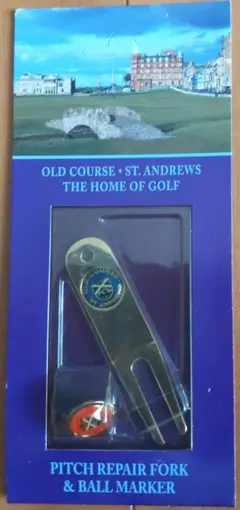 OLD COURSE • ST. ANDREWS
THE HOME OF GOLF
PITCH REPAIR FORK
& BALL MARKER